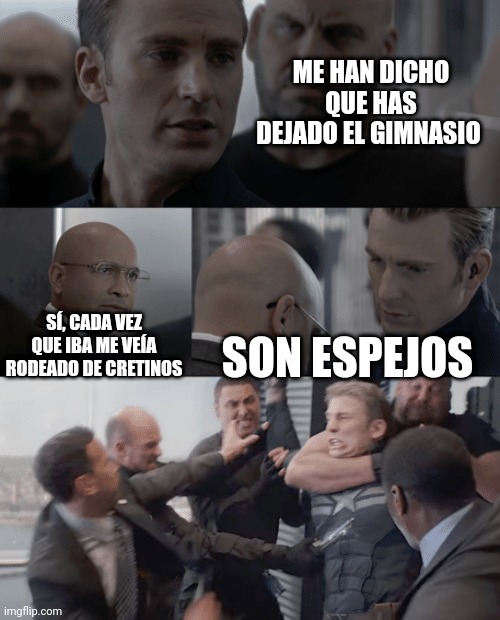 ME HAN DICHO
QUE HAS
DEJADO EL GIMNASIO
SÍ, CADA VEZ
QUE IBA ME VEÍA
RODEADO DE CRETINOS
SON ESPEJOS
imgflip.com